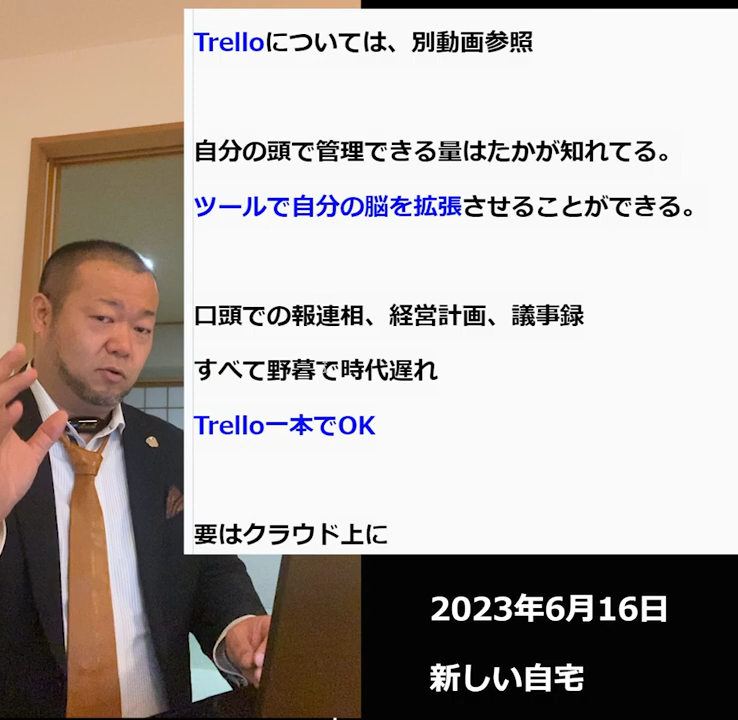 Trelloについては、別動画参照
自分の頭で管理できる量はたかが知れてる。
ツールで自分の脳を拡張させることができる。
口頭での報連相、経営計画、議事録
すべて野暮で時代遅れ
Trello一本でOK
要はクラウド上に
2023年6月16日
新しい自宅